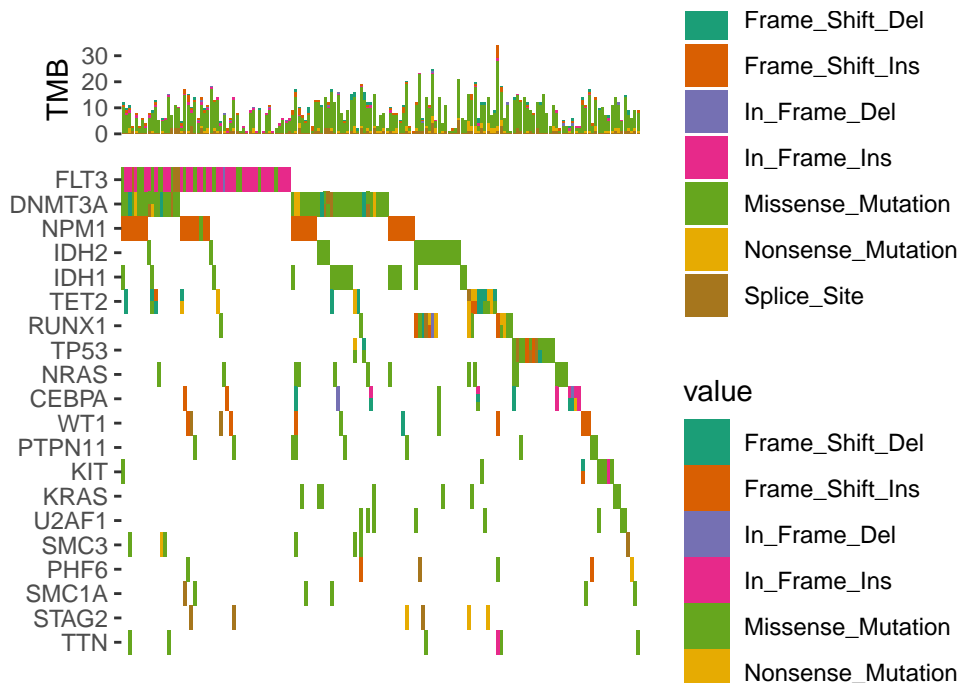 TMB
30
20
10
0
FLT3
DNMT3A
NPM1
IDH2
IDH1
TET2
RUNX1
TP53
NRAS
CEBPA
WT1
PTPN11
KIT
KRAS
U2AF1
SMC3
PHF6
SMC1A
STAG2
TTN
Frame_Shift_Del
Frame_Shift_Ins
In_Frame_Del
In_Frame_Ins
Missense_Mutation
Nonsense_Mutation
Splice_Site
value
Frame_Shift_Del
Frame_Shift_Ins
In_Frame_Del
In_Frame_Ins
Missense_Mutation
Nonsense_Mutation